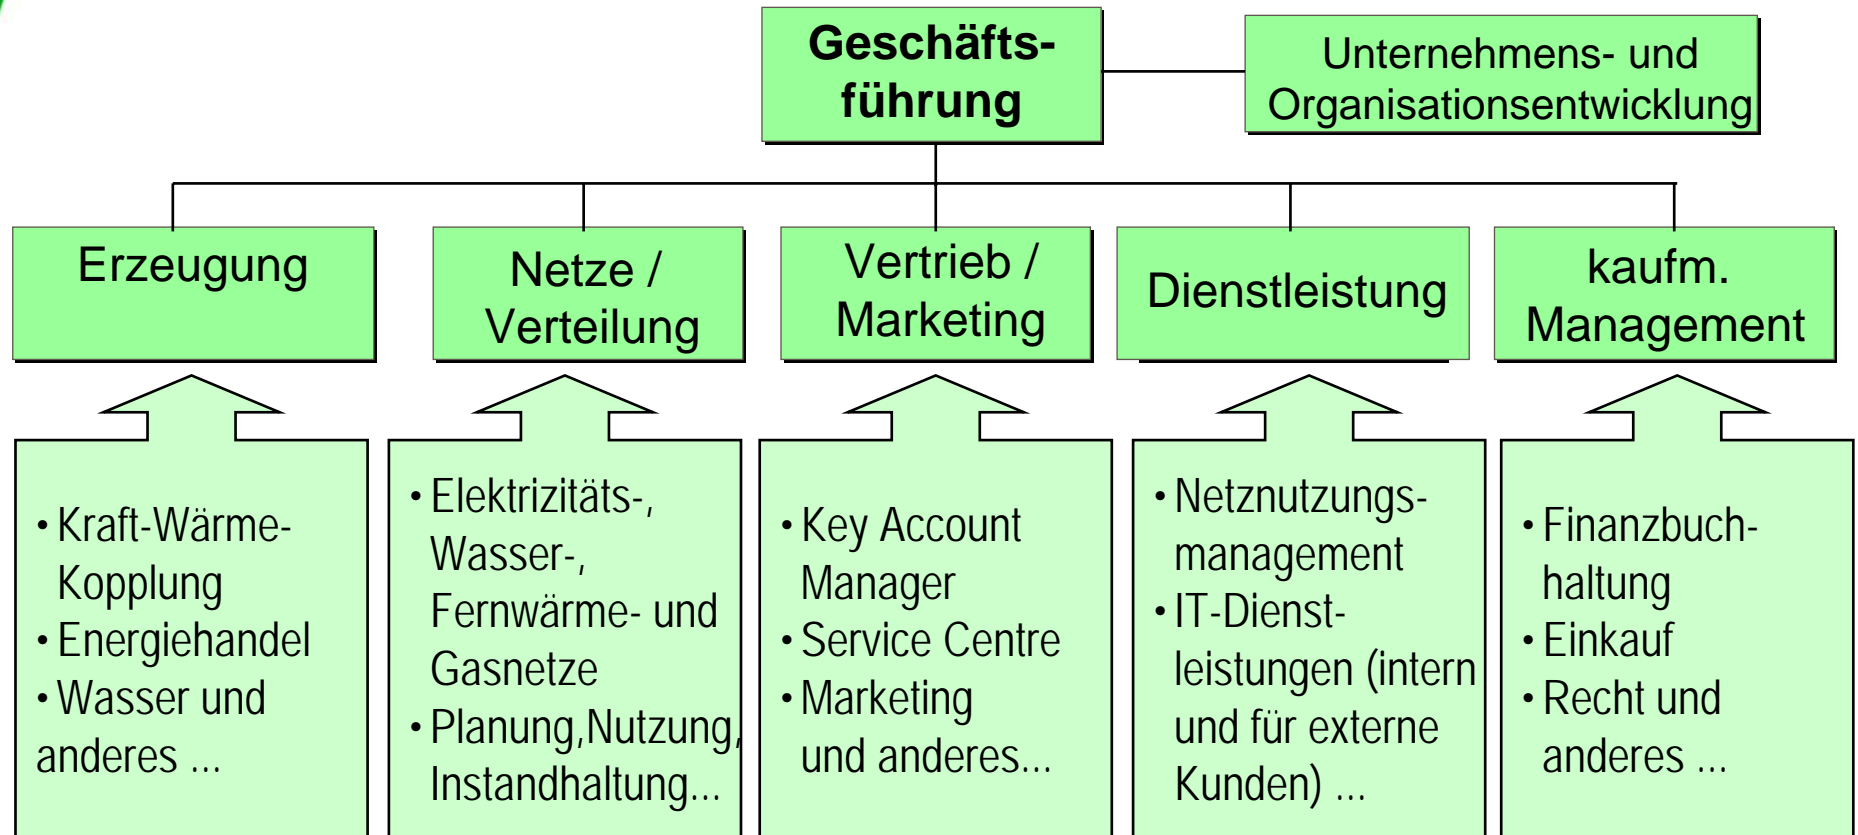 Geschäfts-
führung
Unternehmens- und
Organisationsentwicklung
Erzeugung
Netze /
Verteilung
Vertrieb /
Marketing
Dienstleistung
kaufm.
Management
• Kraft-Wärme-
Kopplung
• Energiehandel
• Wasser und
anderes ...
• Elektrizitäts-,
Wasser-,
Fernwärme- und
Gasnetze
• Planung,Nutzung,
Instandhaltung...
• Key Account
Manager
• Service Centre
• Marketing
und anderes...
• Netznutzungs-
management
• IT-Dienst-
leistungen (intern
und für externe
Kunden) ...
• Finanzbuch-
haltung
• Einkauf
• Recht und
anderes ...